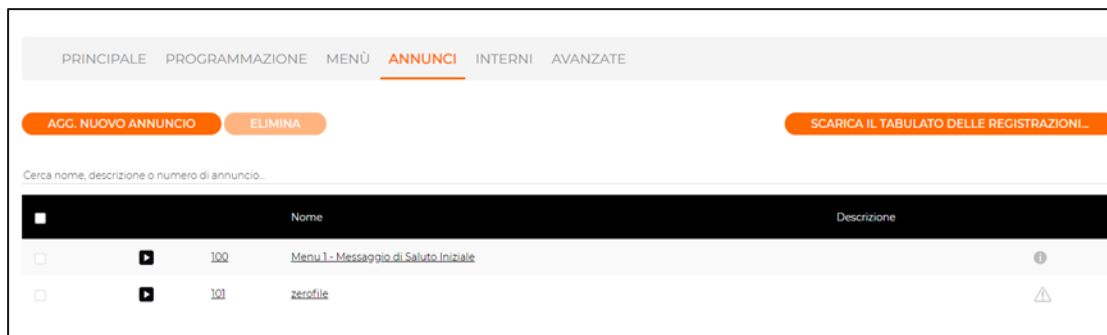 PRINCIPALE PROGRAMMAZIONE MENÙ ANNUNCI INTERNI AVANZATE
AGG. NUOVO ANNUNCIO ELIMINA SCARICA IL TABULATO DELLE REGISTRAZIONI...
Cerca nome, descrizione o numero di annuncio...
Nome Descrizione
100 Menu 1 - Messaggio di Saluto Iniziale
101 zerofile